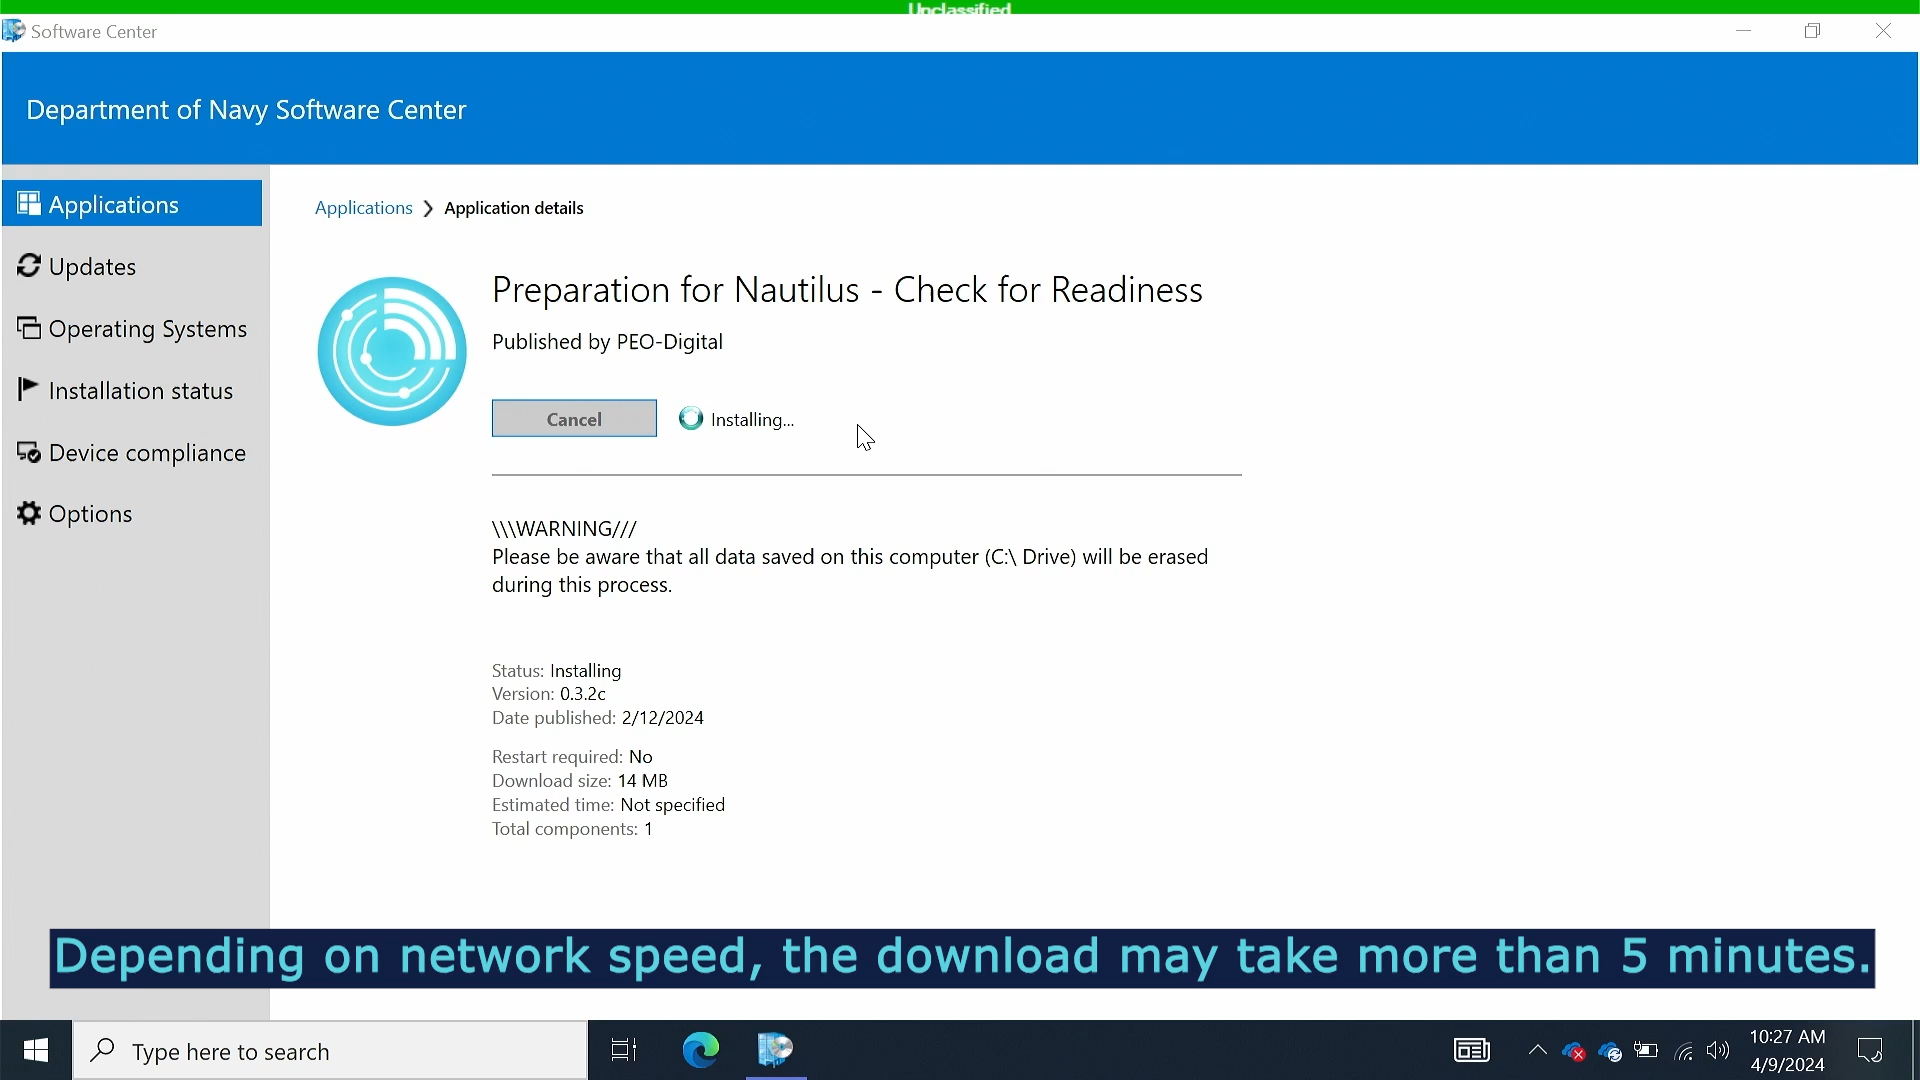 Unclassified
Software Center
Department of Navy Software Center
Applications
Updates
Operating Systems
Installation status
Device compliance
Options
Applications ❯ Application details
Preparation for Nautilus - Check for Readiness
Published by PEO-Digital
Cancel
Installing...
\\\WARNING///
Please be aware that all data saved on this computer (C:\ Drive) will be erased
during this process.
Status: Installing
Version: 0.3.2c
Date published: 2/12/2024
Restart required: No
Download size: 14 MB
Estimated time: Not specified
Total components: 1
Depending on network speed, the download may take more than 5 minutes.
Type here to search
10:27 AM
4/9/2024